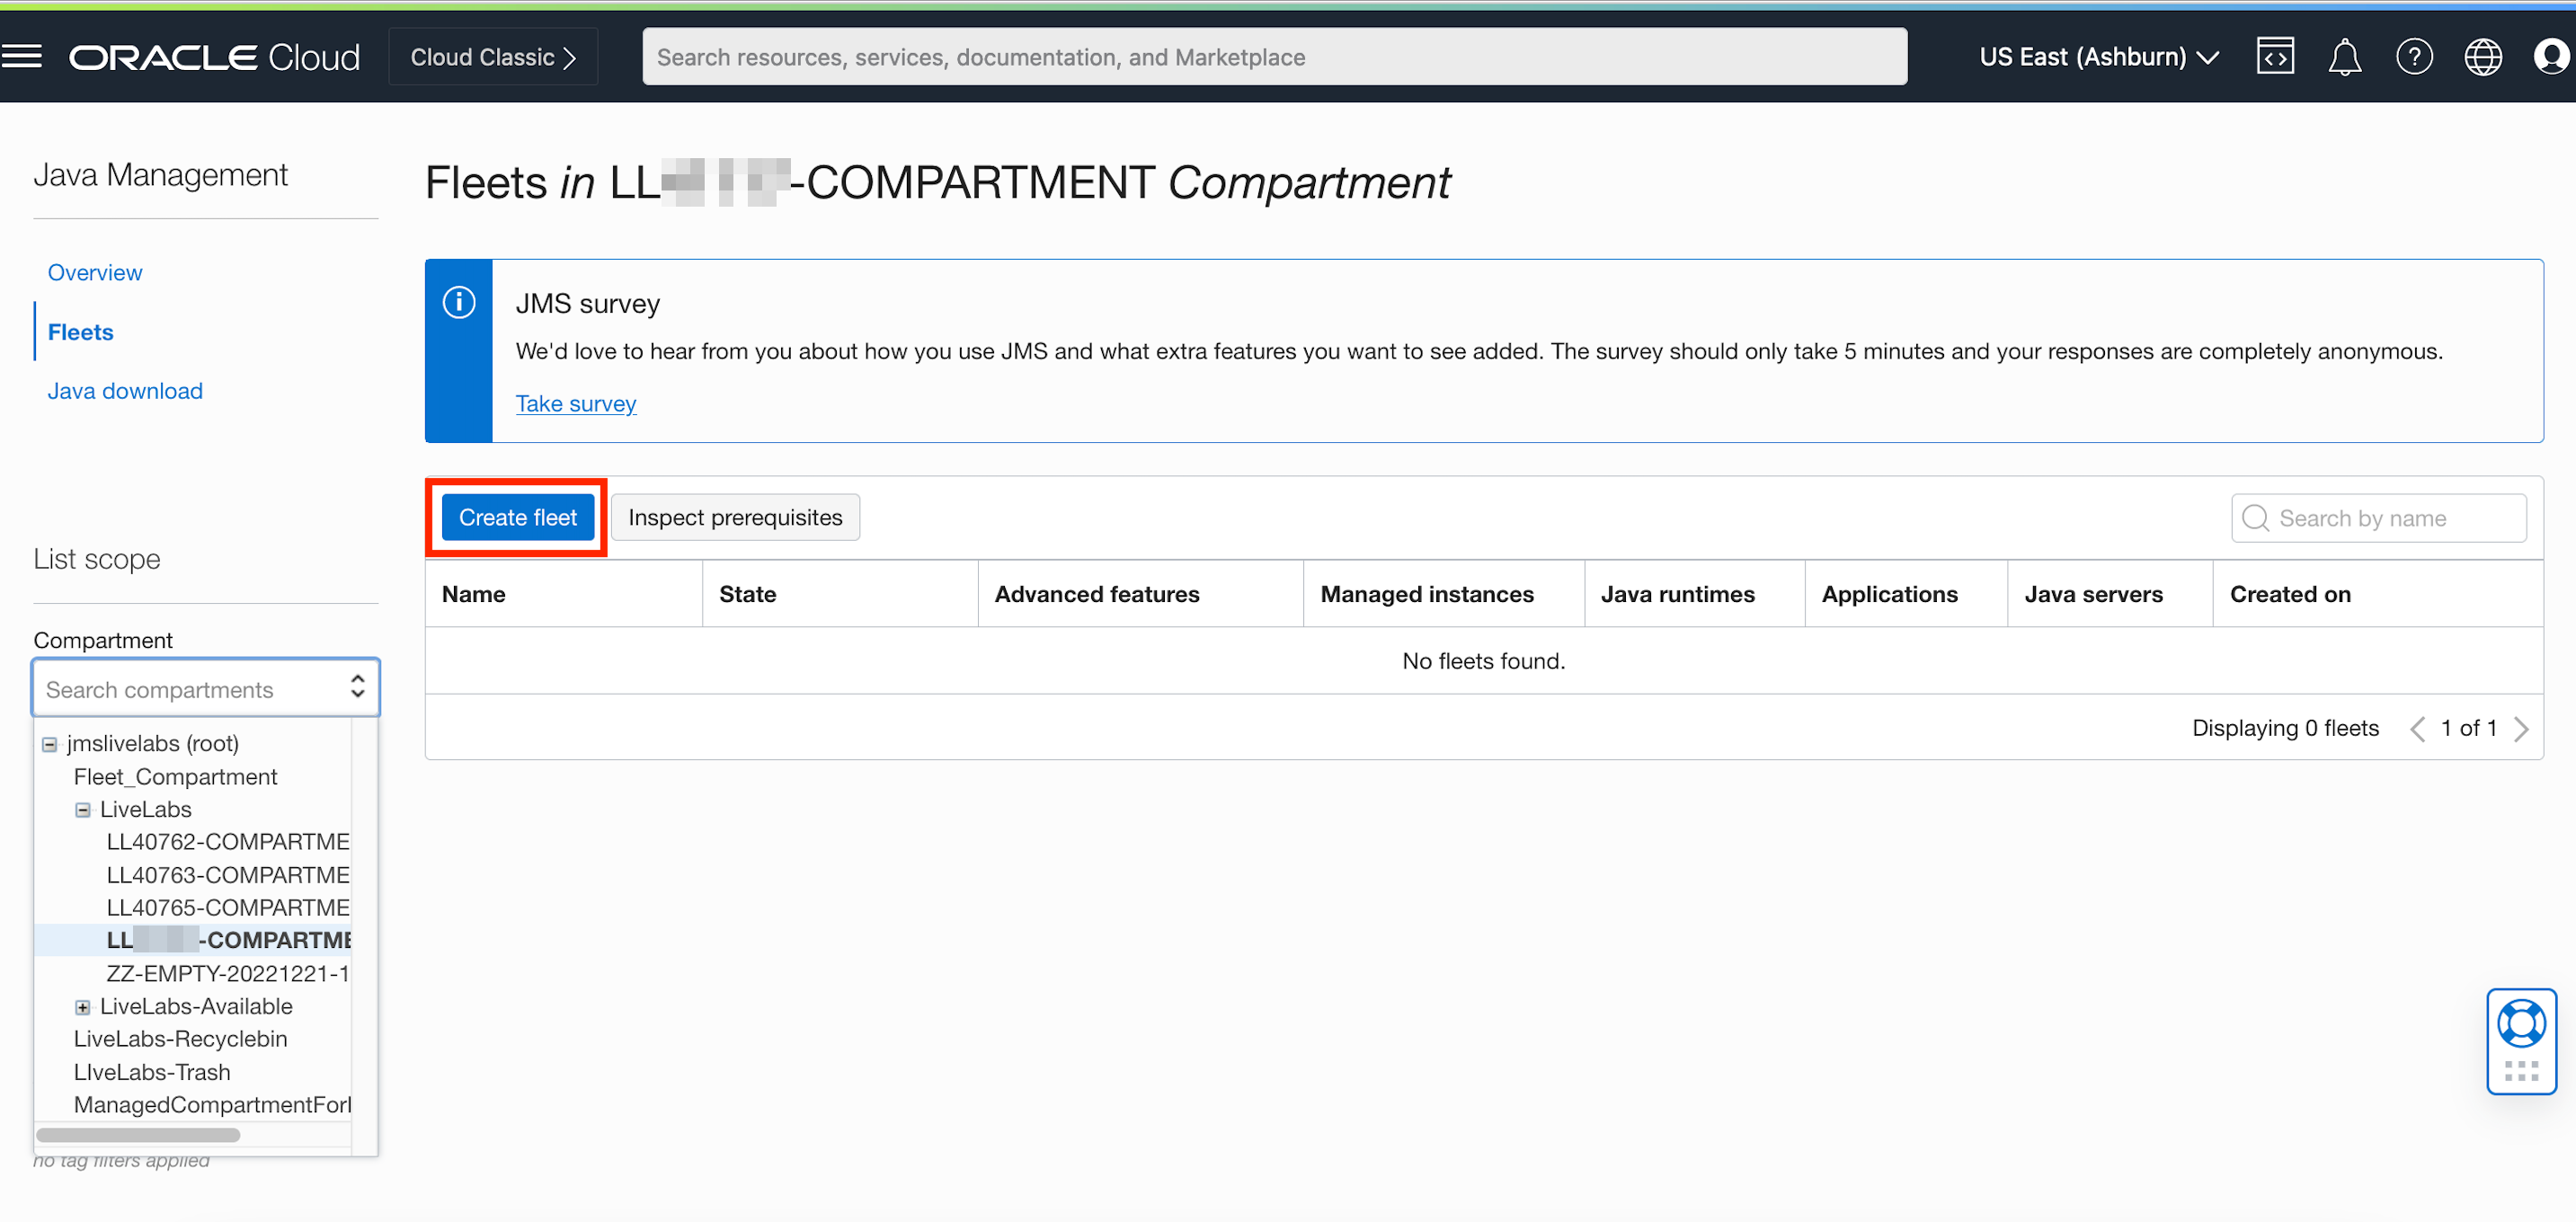 ORACLE Cloud
Cloud Classic
Search resources, services, documentation, and Marketplace
US East (Ashburn)
Java Management
Overview
Fleets
Java download
List scope
Compartment
Search compartments
jmslivelabs (root)
Fleet_Compartment
LiveLabs
LL40762-COMPARTME
LL40763-COMPARTME
LL40765-COMPARTME
LL -COMPARTME
ZZ-EMPTY-20221221-1
LiveLabs-Available
LiveLabs-Recyclebin
LIveLabs-Trash
ManagedCompartmentForI
no tag filters applied
Fleets in LL -COMPARTMENT Compartment
JMS survey
We'd love to hear from you about how you use JMS and what extra features you want to see added. The survey should only take 5 minutes and your responses are completely anonymous.
Take survey
Create fleet Inspect prerequisites Search by name
Name State Advanced features Managed instances Java runtimes Applications Java servers Created on
No fleets found.
Displaying 0 fleets 1 of 1